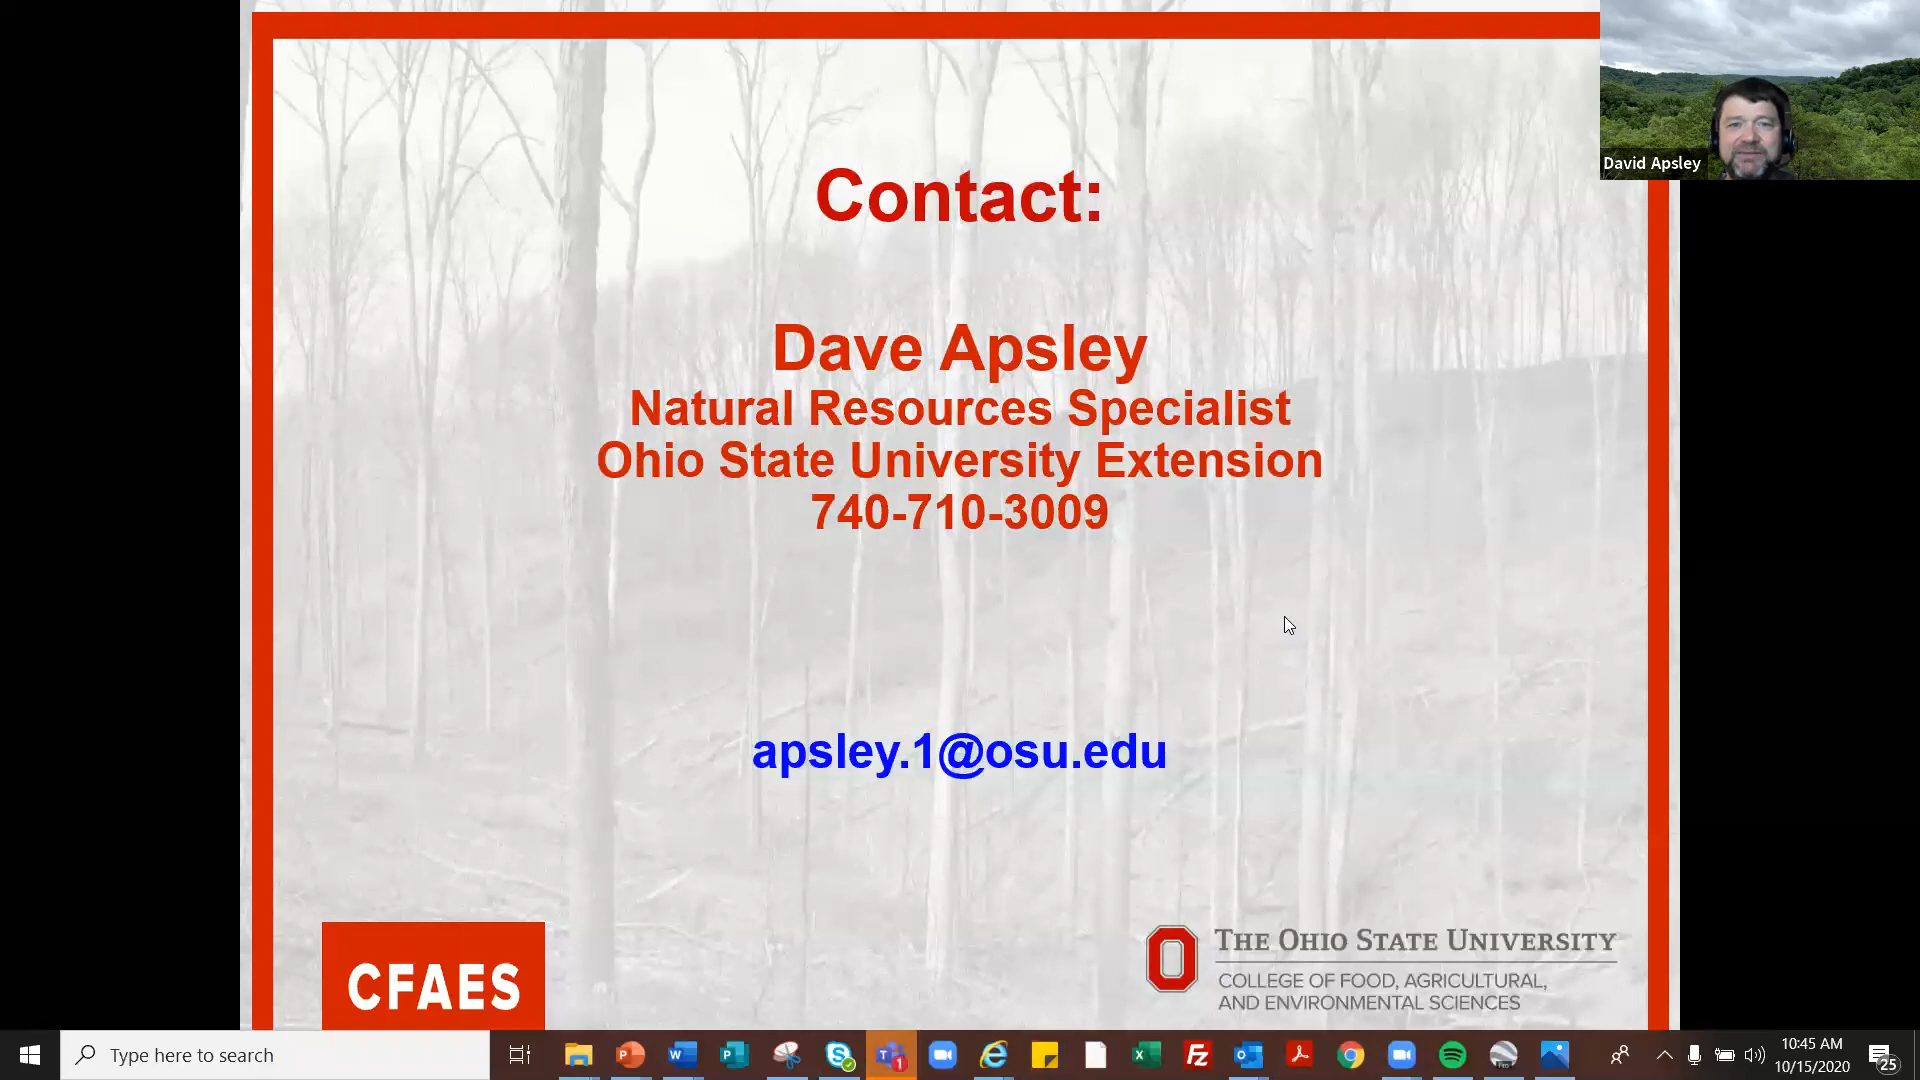 David Apsley
Contact:
Dave Apsley
Natural Resources Specialist
Ohio State University Extension
740-710-3009
apsley.1@osu.edu
CFAES
THE OHIO STATE UNIVERSITY
COLLEGE OF FOOD, AGRICULTURAL,
AND ENVIRONMENTAL SCIENCES
Type here to search
10:45 AM
10/15/2020
25